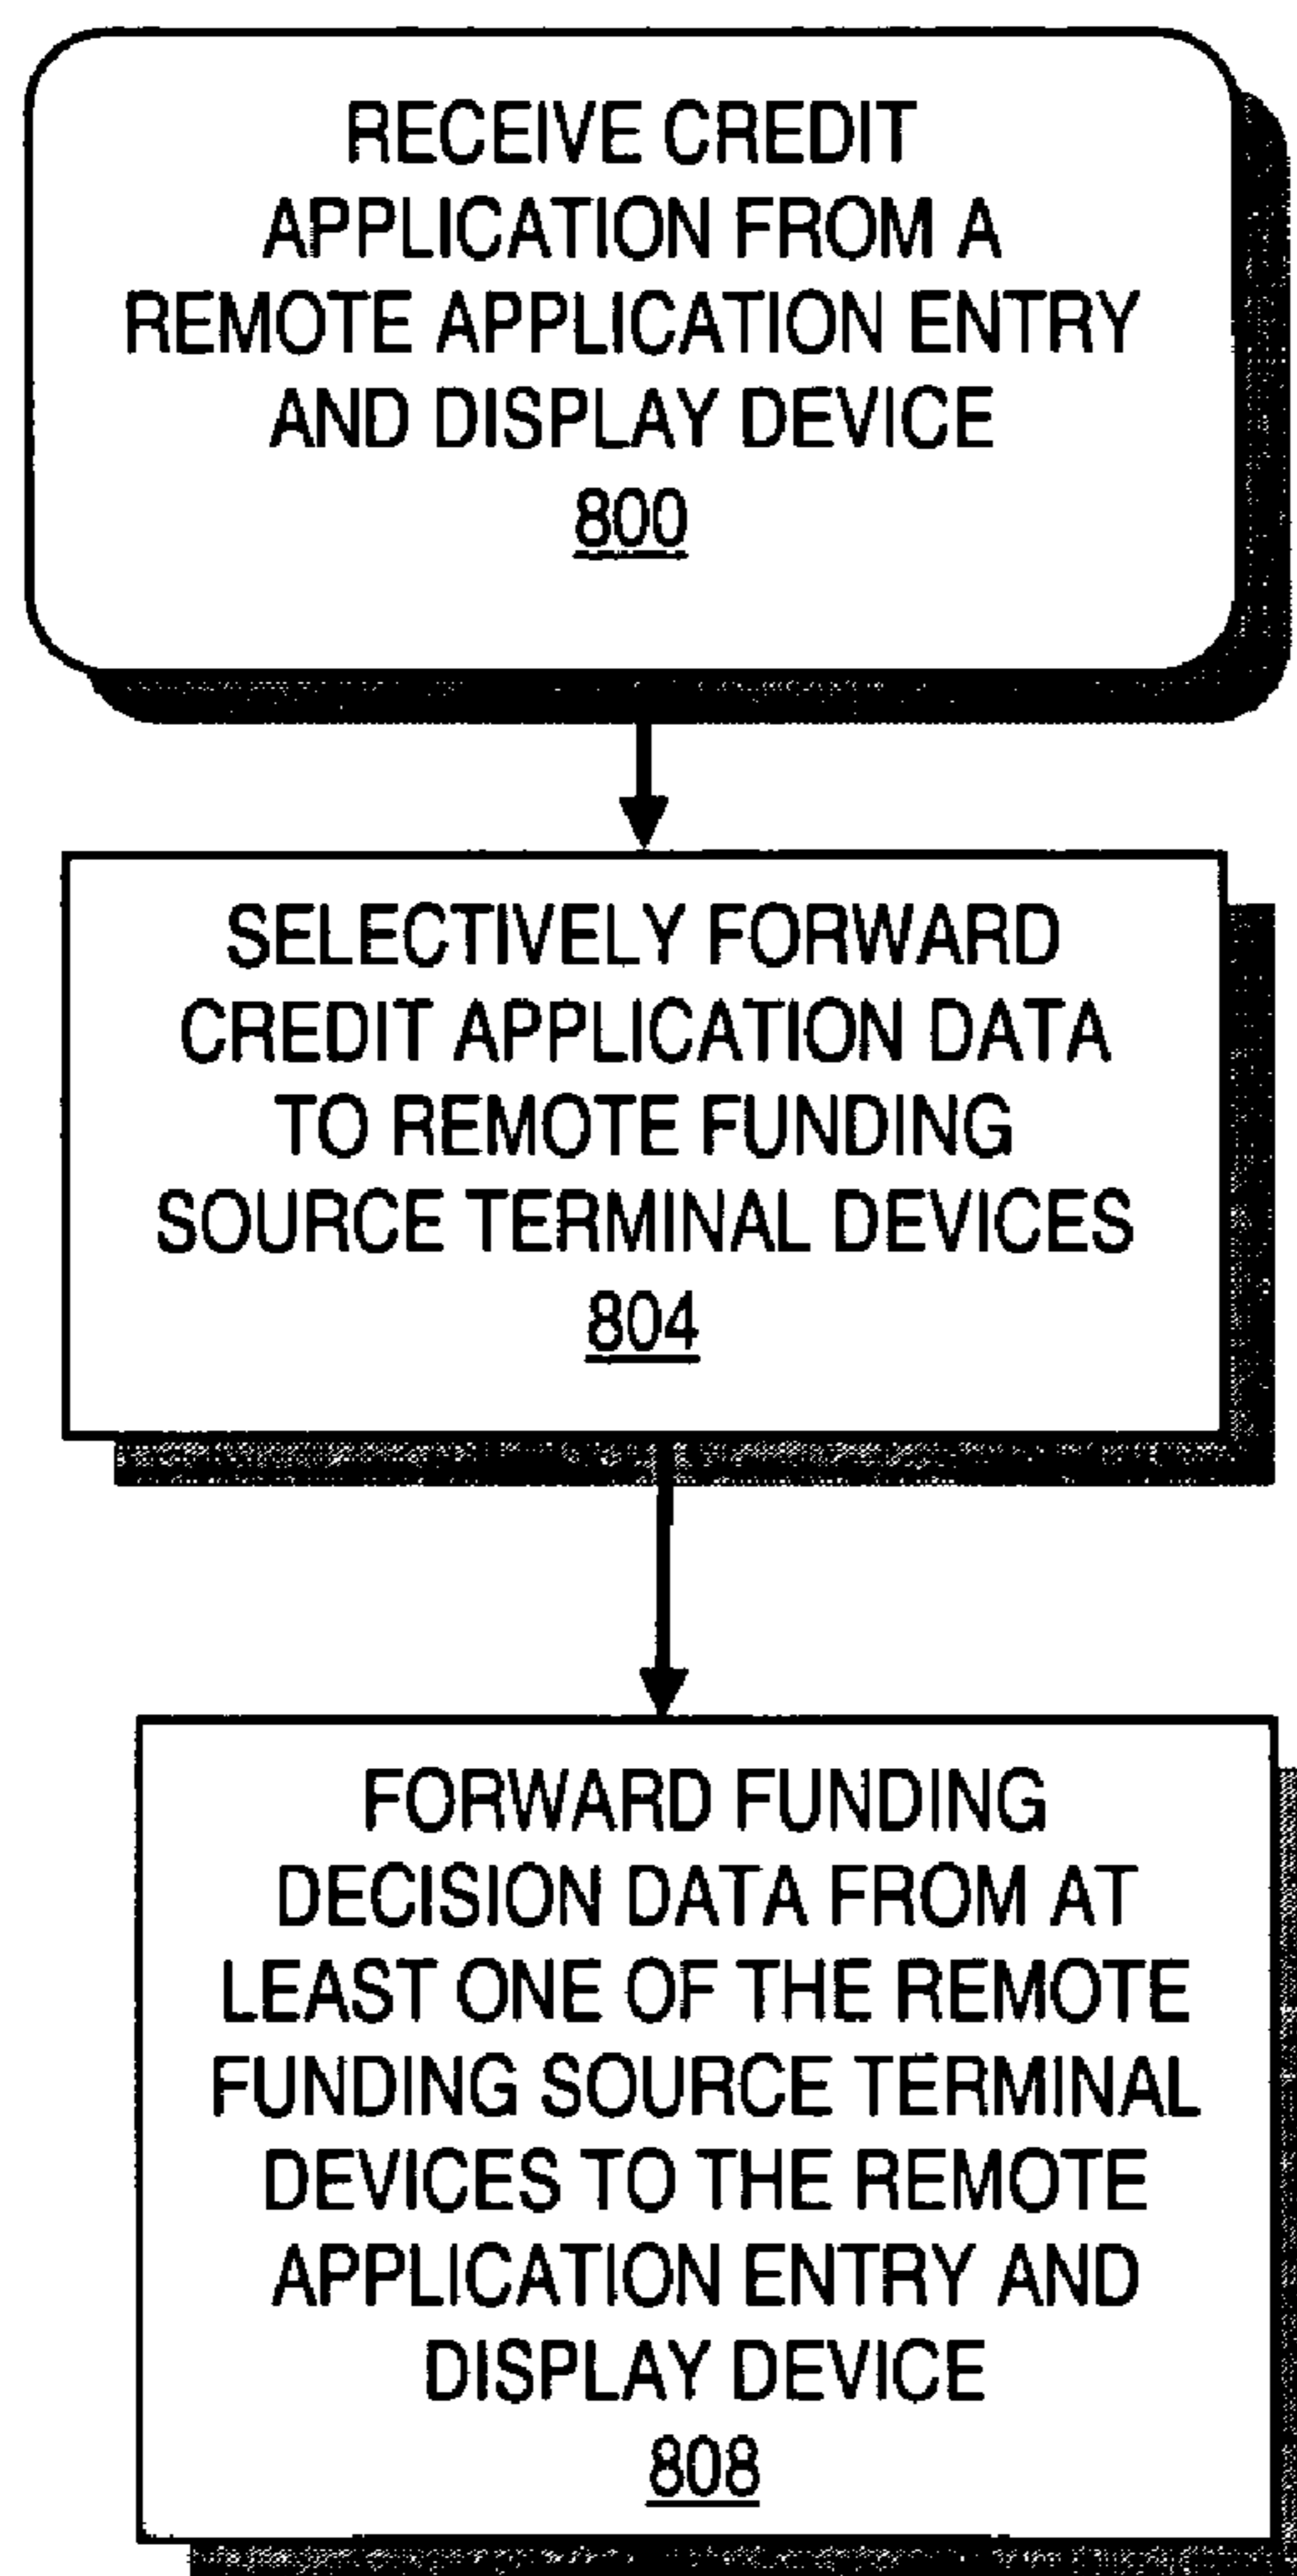 RECEIVE CREDIT
APPLICATION FROM A
REMOTE APPLICATION ENTRY
AND DISPLAY DEVICE
800
SELECTIVELY FORWARD
CREDIT APPLICATION DATA
TO REMOTE FUNDING
SOURCE TERMINAL DEVICES
804
FORWARD FUNDING
DECISION DATA FROM AT
LEAST ONE OF THE REMOTE
FUNDING SOURCE TERMINAL
DEVICES TO THE REMOTE
APPLICATION ENTRY AND
DISPLAY DEVICE
808